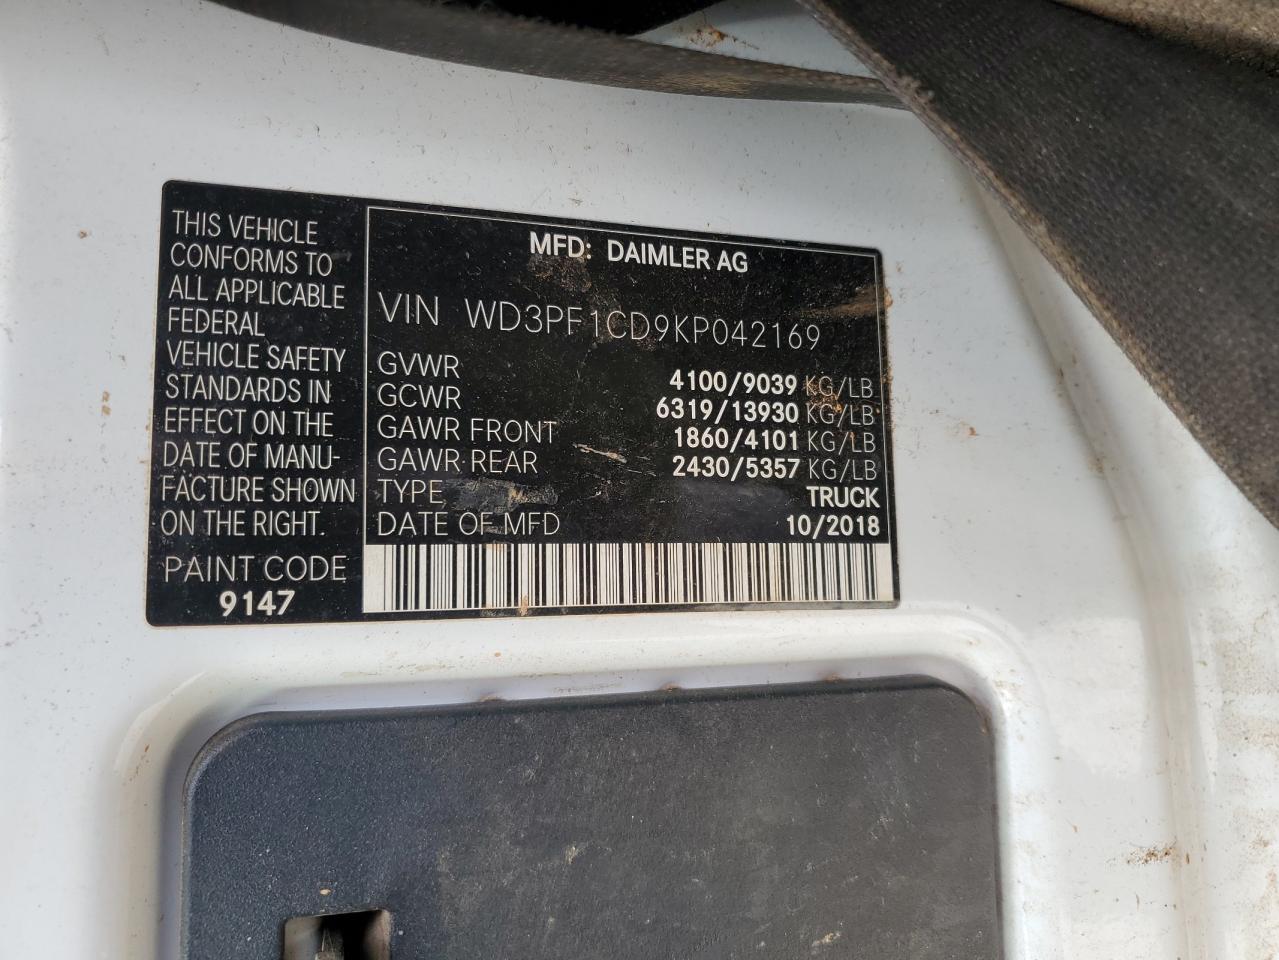 THIS VEHICLE
CONFORMS TO
ALL APPLICABLE
FEDERAL
VEHICLE SAFETY
STANDARDS IN
EFFECT ON THE
DATE OF MANU-
FACTURE SHOWN
ON THE RIGHT.
PAINT CODE
9147
MFD: DAIMLER AG
VIN WD3PF1CD9KP042169
GVWR 4100/9039 KG/LB
GCWR 6319/13930 KG/LB
GAWR FRONT 1860/4101 KG/LB
GAWR REAR 2430/5357 KG/LB
TYPE TRUCK
DATE OF MFD 10/2018